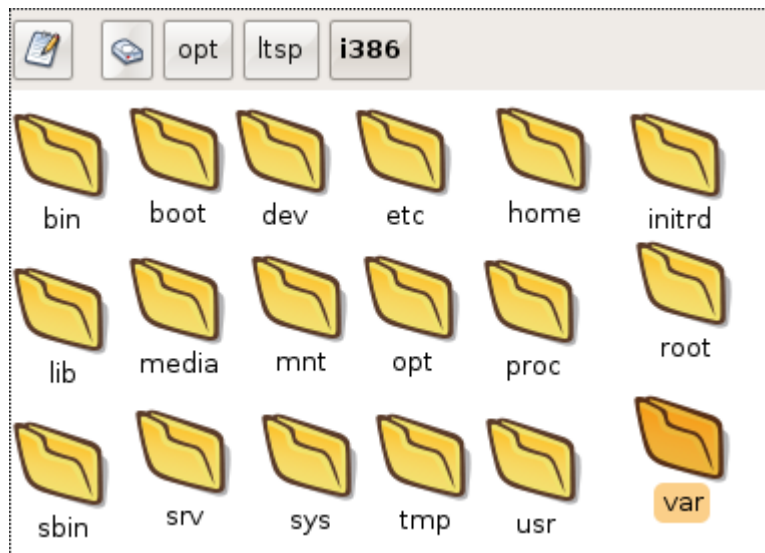 opt ltsp i386
bin boot dev etc home initrd
lib media mnt opt proc root
sbin srv sys tmp usr var